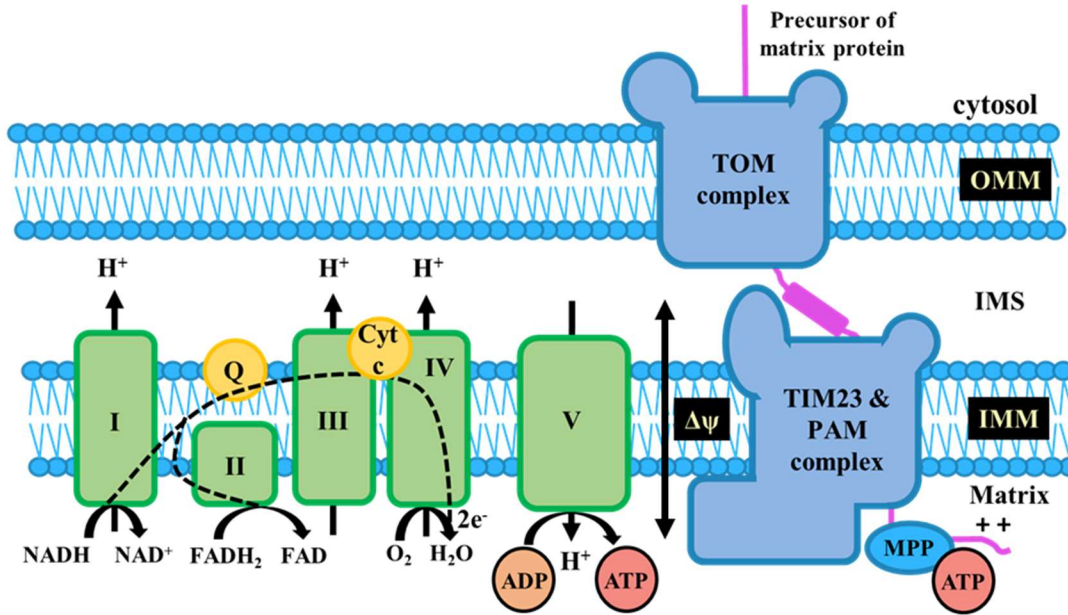 Precursor of
matrix protein
cytosol
TOM
complex
OMM
H⁺
H⁺
H⁺
IMS
Cyt
c
Q
IV
I
II
III
V
Δψ
TIM23 &
PAM
complex
IMM
Matrix
+ +
2e⁻
NADH
NAD⁺
FADH₂
FAD
O₂
H₂O
H⁺
ADP
ATP
MPP
ATP